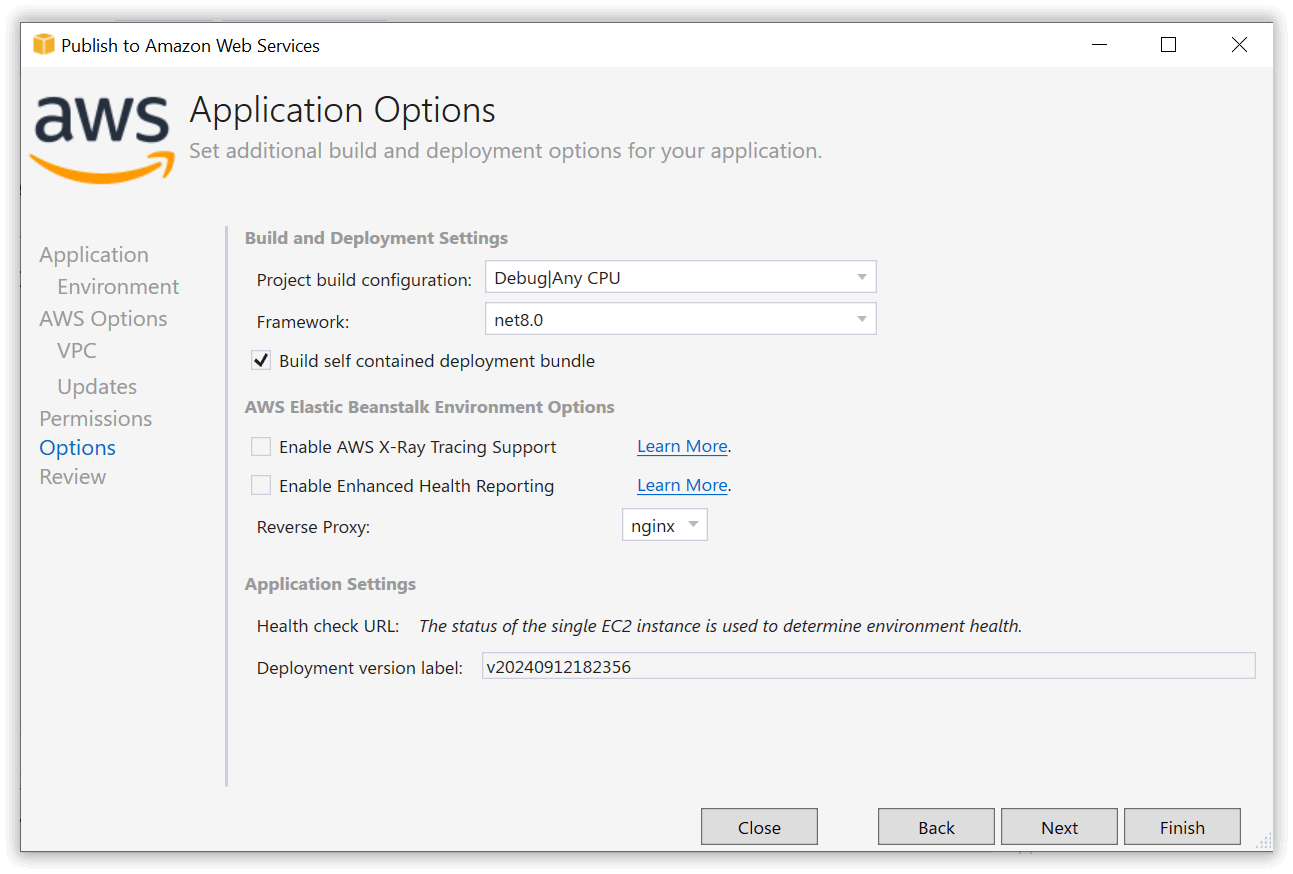 Publish to Amazon Web Services
aws
Application Options
Set additional build and deployment options for your application.
Application
Environment
AWS Options
VPC
Updates
Permissions
Options
Review
Build and Deployment Settings
Project build configuration: Debug|Any CPU
Framework: net8.0
Build self contained deployment bundle
AWS Elastic Beanstalk Environment Options
Enable AWS X-Ray Tracing Support Learn More.
Enable Enhanced Health Reporting Learn More.
Reverse Proxy: nginx
Application Settings
Health check URL: The status of the single EC2 instance is used to determine environment health.
Deployment version label: v20240912182356
Close Back Next Finish